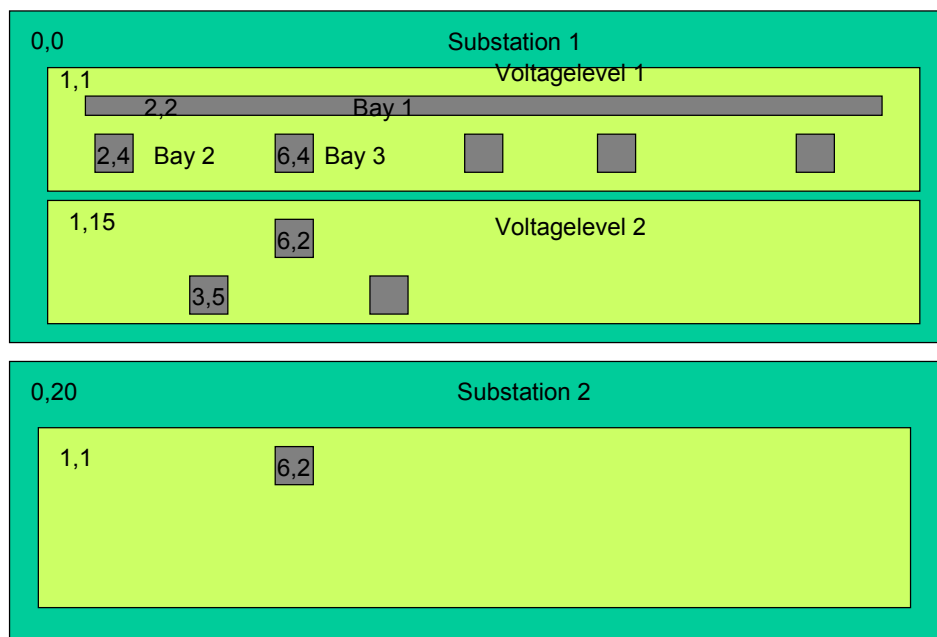 0,0 Substation 1
Voltagelevel 1
1,1
2,2 Bay 1
2,4 Bay 2 6,4 Bay 3
1,15 Voltagelevel 2
6,2
3,5
0,20 Substation 2
1,1 6,2